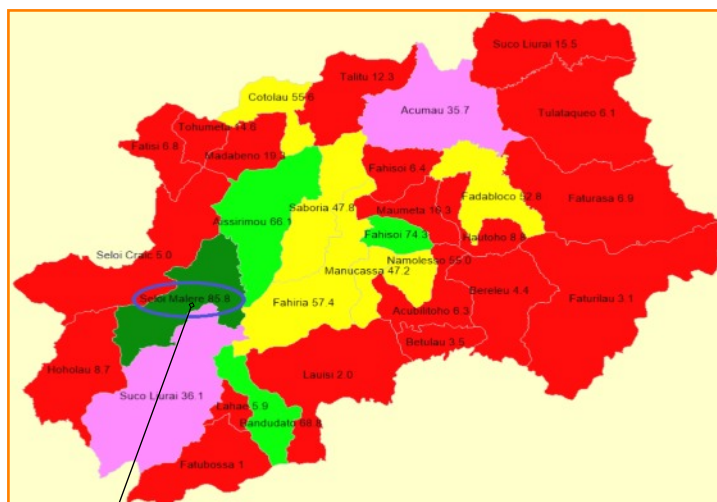 Suco Liurai 15.5
Talitu 12.3
Cotolau 55.6
Acumau 35.7
Tulataqueo 6.1
Tohumeta 14.6
Fatisi 6.8
Madabeno 19.3
Fahisoi 6.4
Fadabloco 52.8
Faturasa 6.9
Saboria 47.8
Maumeta 16.3
Aissirimou 66.1
Fahisoi 74.3
Hautoho 8.8
Seloi Craic 5.0
Namolesso 55.0
Manucassa 47.2
Bereleu 4.4
Seloi Malere 85.8
Faturilau 3.1
Fahiria 57.4
Acubilitoho 6.3
Betulau 3.5
Hoholau 8.7
Lauisi 2.0
Suco Liurai 36.1
Lahae 5.9
Bandudato 68.8
Fatubossa 1